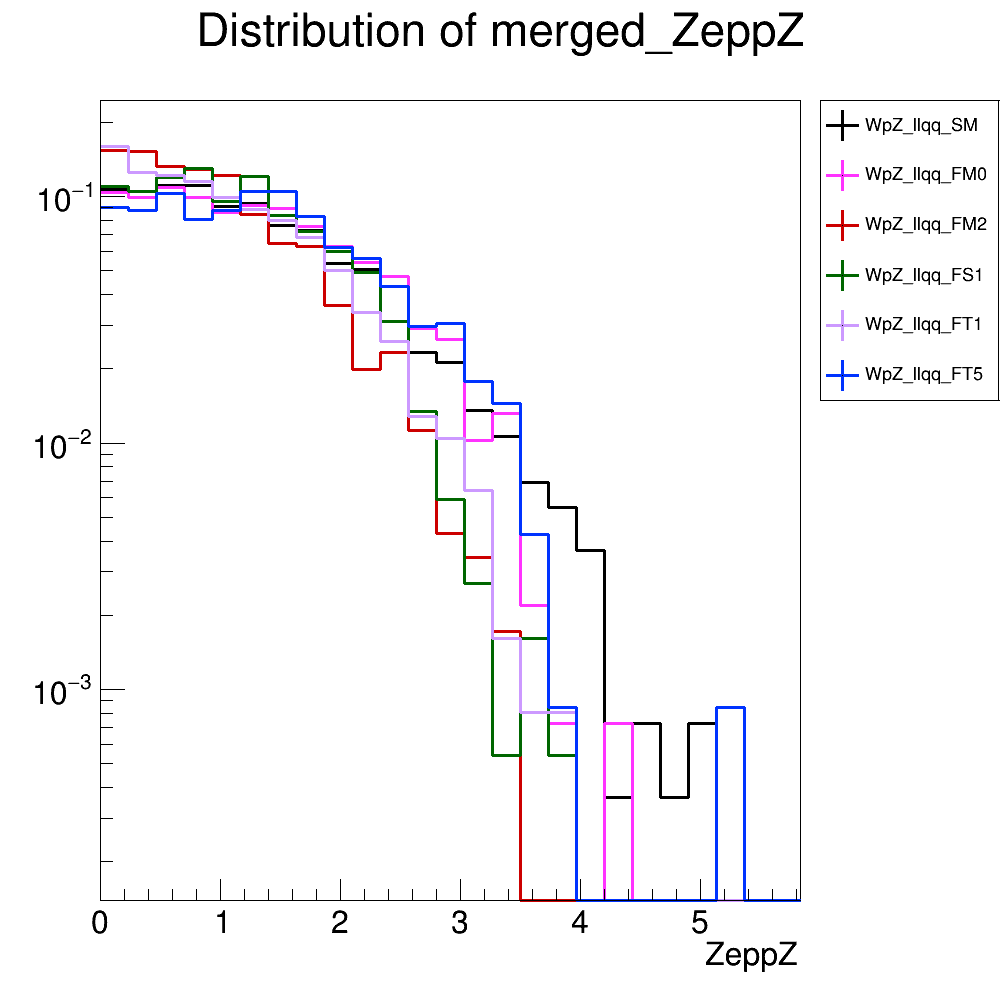 Distribution of merged_ZeppZ
WpZ_llqq_SM
WpZ_llqq_FM0
WpZ_llqq_FM2
WpZ_llqq_FS1
WpZ_llqq_FT1
WpZ_llqq_FT5
10⁻¹
10⁻²
10⁻³
0 1 2 3 4 5
ZeppZ